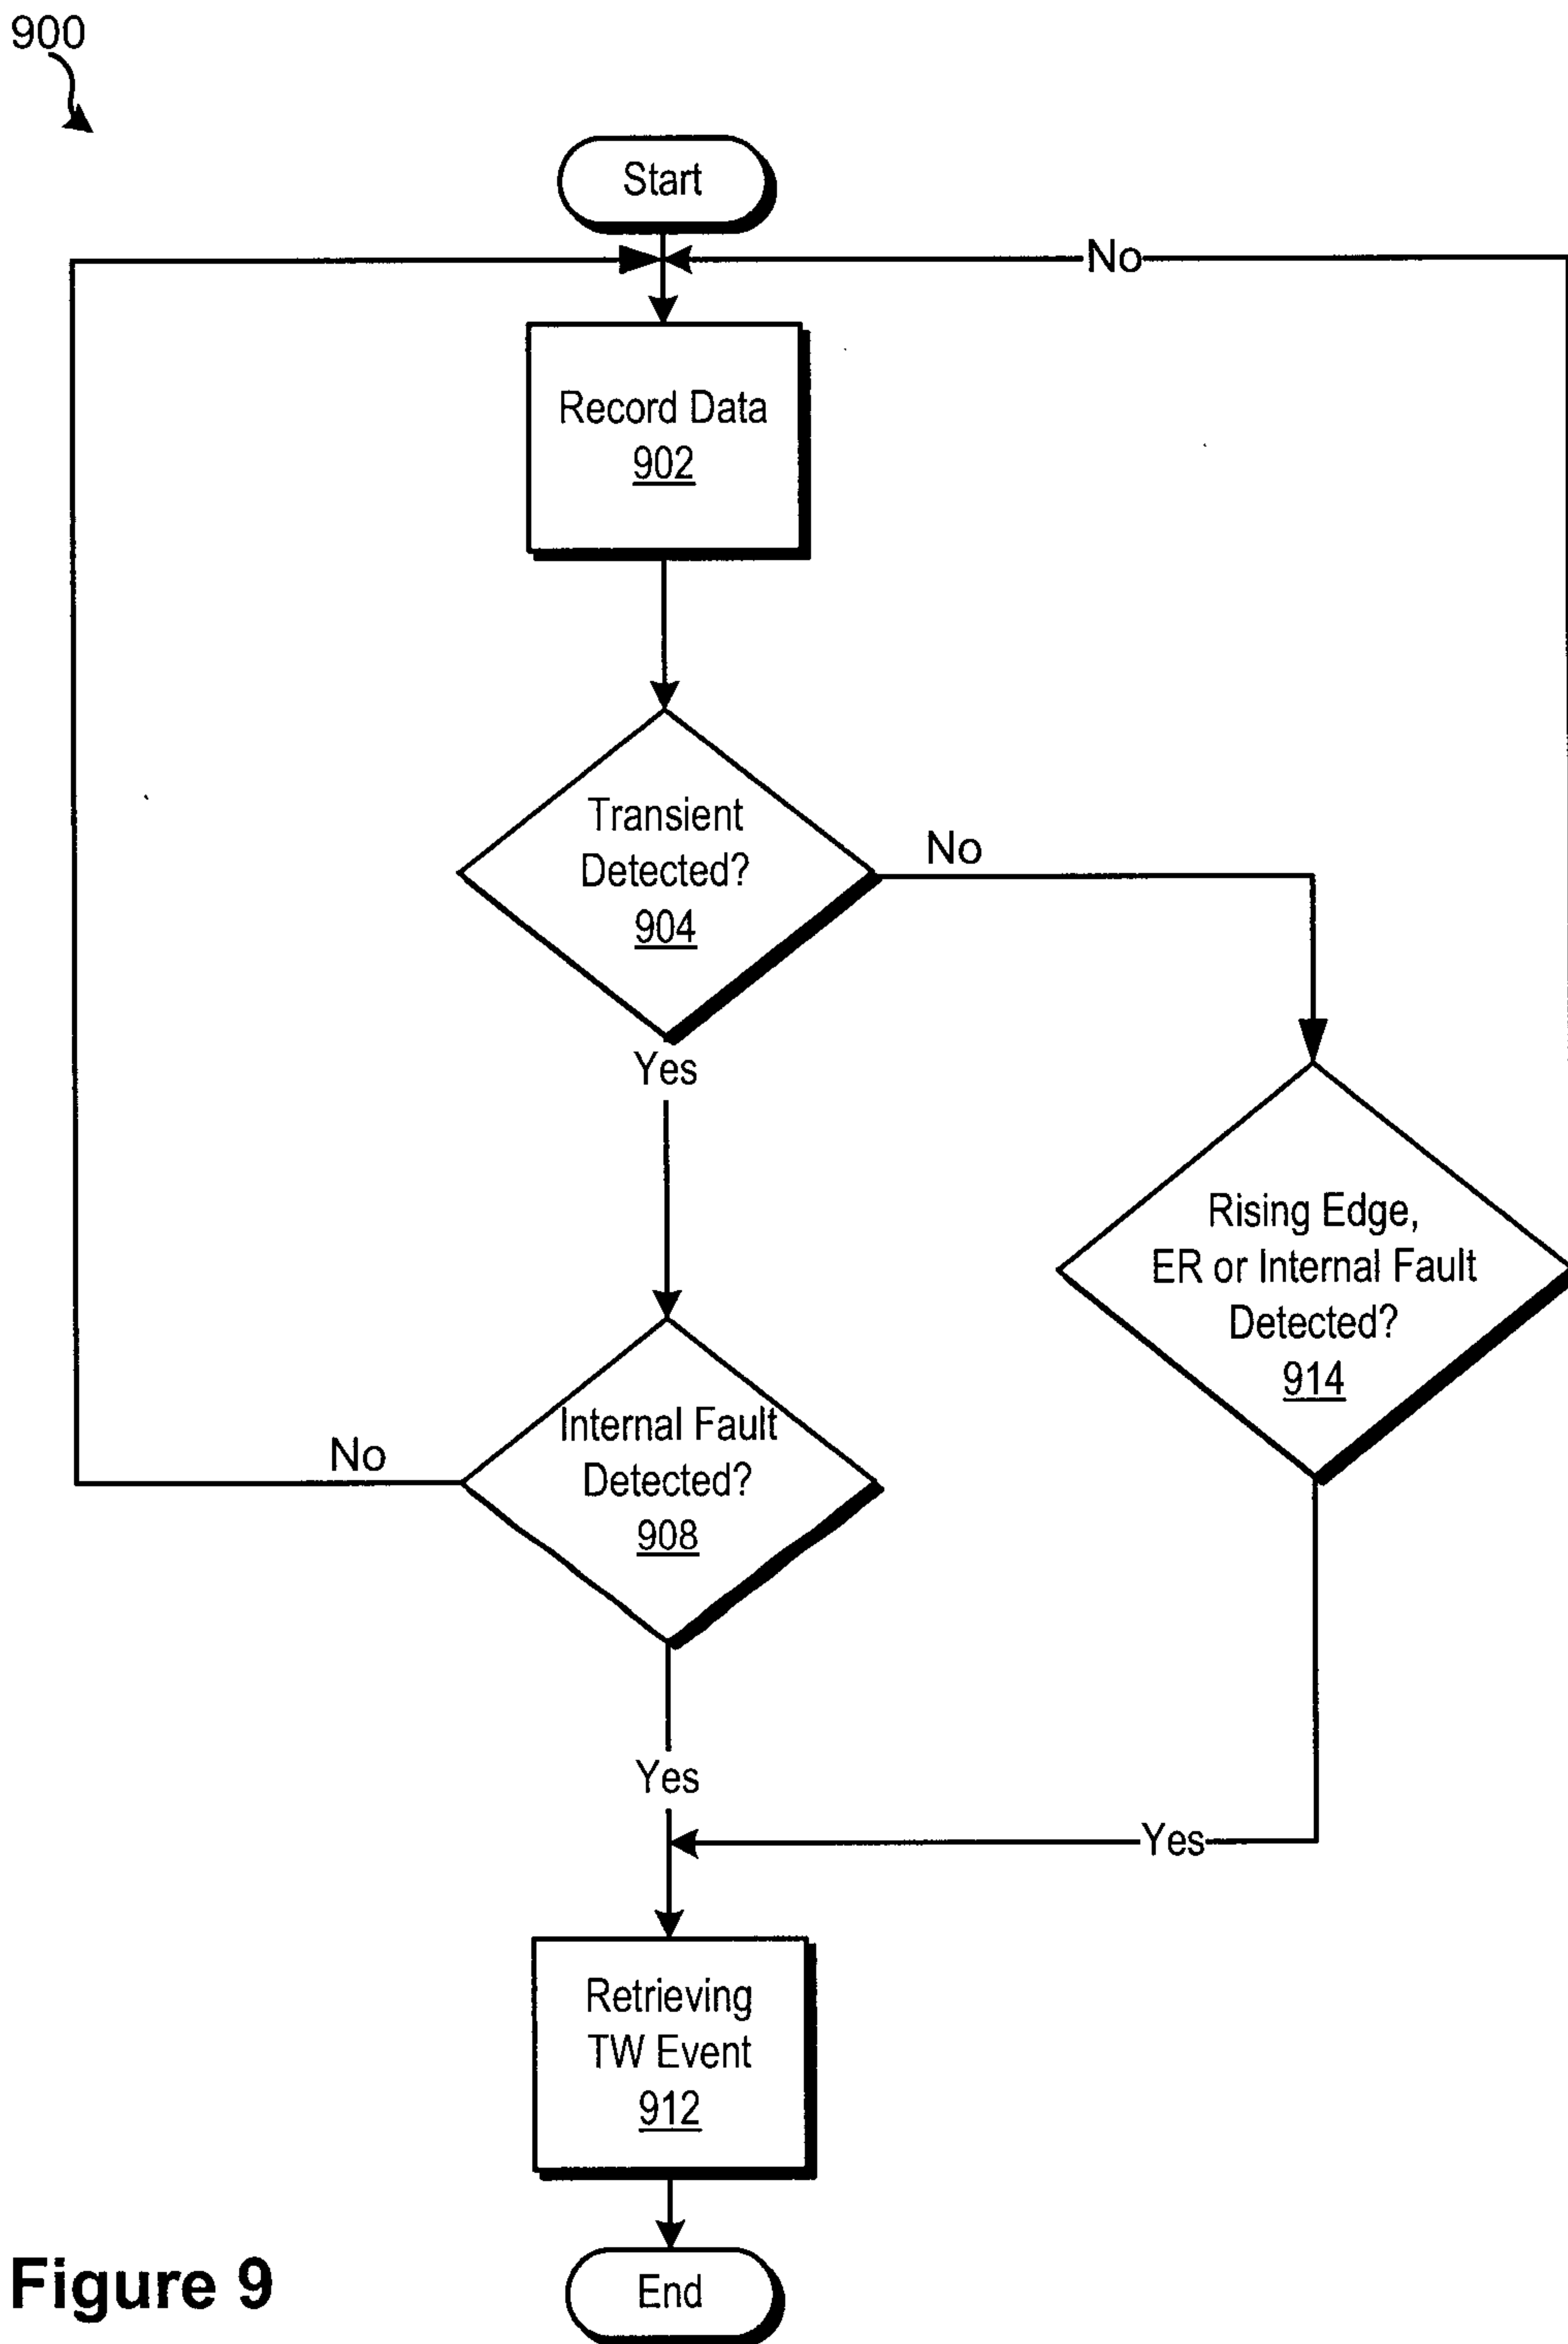 900
Start
No
Record Data
902
Transient
Detected?
904
No
Yes
Rising Edge,
ER or Internal Fault
Detected?
914
Internal Fault
Detected?
908
No
Yes
Yes
Retrieving
TW Event
912
End
Figure 9